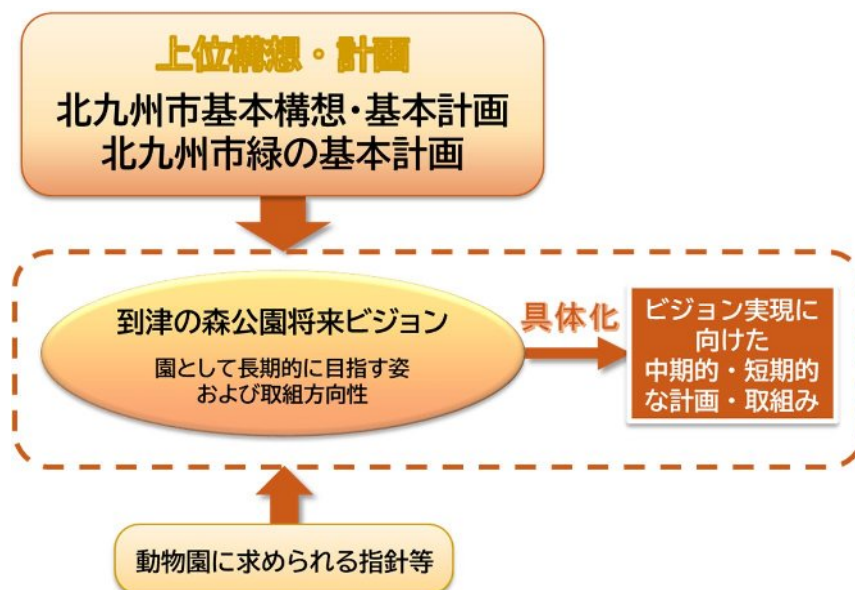 上位構想・計画
北九州市基本構想・基本計画
北九州市緑の基本計画
到津の森公園将来ビジョン
園として長期的に目指す姿
および取組方向性
具体化
ビジョン実現に
向けた
中期的・短期的
な計画・取組み
動物園に求められる指針等